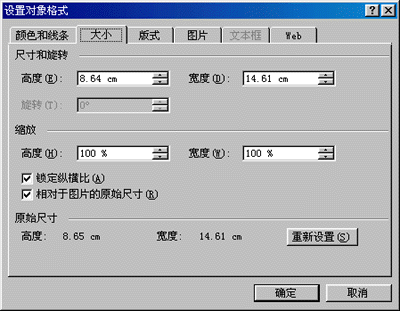 设置对象格式
颜色和线条 大小 版式 图片 文本框 Web
尺寸和旋转
高度(E): 8.64 cm 宽度(D): 14.61 cm
旋转(T): 0°
缩放
高度(H): 100 % 宽度(W): 100 %
锁定纵横比(A)
相对于图片的原始尺寸(R)
原始尺寸
高度: 8.65 cm 宽度: 14.61 cm 重新设置(S)
确定 取消